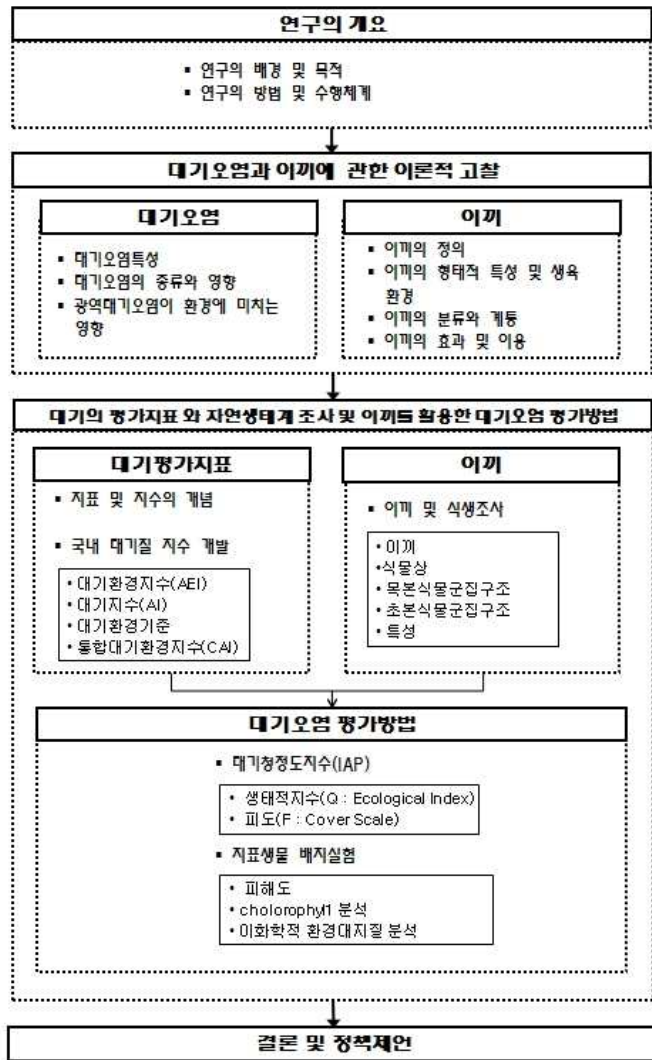 연구의 개요
▪ 연구의 배경 및 목적
▪ 연구의 방법 및 수행체계
대기오염과 이끼에 관한 이론적 고찰
대기오염
▪ 대기오염특성
▪ 대기오염의 종류와 영향
▪ 광역대기오염이 환경에 미치는
영향
이끼
▪ 이끼의 정의
▪ 이끼의 형태적 특성 및 생육
환경
▪ 이끼의 분류와 계통
▪ 이끼의 효과 및 이용
대기의 평가지표와 자연생태계 조사 및 이끼를 활용한 대기오염 평가방법
대기평가지표
▪ 지표 및 지수의 개념
▪ 국내 대기질 지수 개발
• 대기환경지수(AEI)
• 대기지수(AI)
• 대기환경기준
• 통합대기환경지수(CAI)
이끼
▪ 이끼 및 식생조사
• 이끼
•식물상
• 목본식물군집구조
• 초본식물군집구조
• 특성
대기오염 평가방법
▪ 대기청정도지수(IAP)
• 생태적지수(Q : Ecological Index)
• 피도(F : Cover Scale)
▪ 지표생물 배지실험
• 피해도
• cholorophyl1 분석
• 이화학적 환경대지질 분석
결론 및 정책제언